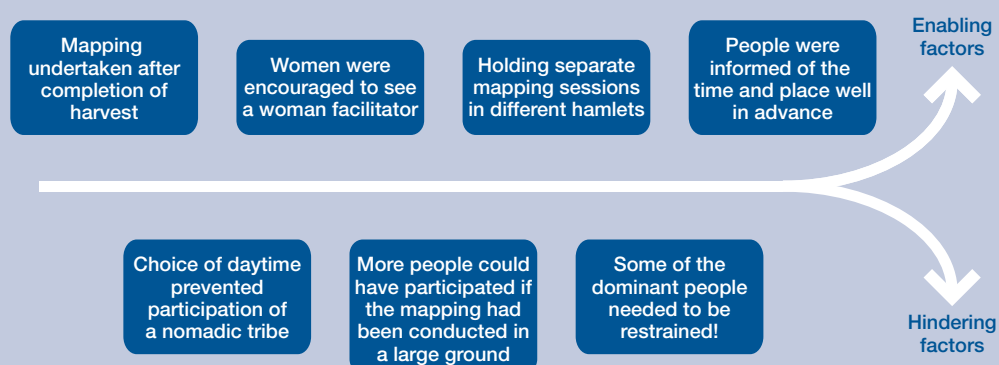 Mapping
undertaken after
completion of
harvest
Women were
encouraged to see
a woman facilitator
Holding separate
mapping sessions
in different hamlets
People were
informed of the
time and place well
in advance
Enabling
factors
Choice of daytime
prevented
participation of
a nomadic tribe
More people could
have participated if
the mapping had
been conducted in
a large ground
Some of the
dominant people
needed to be
restrained!
Hindering
factors